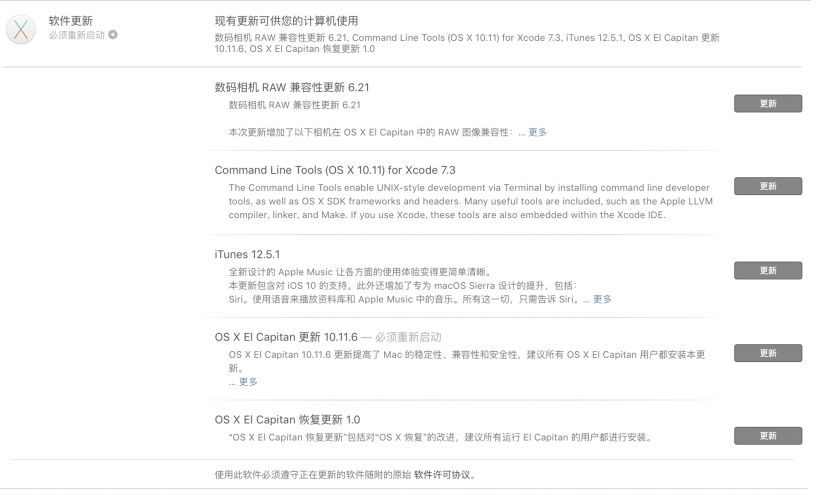 软件更新
必须重新启动
现有更新可供您的计算机使用
数码相机 RAW 兼容性更新 6.21, Command Line Tools (OS X 10.11) for Xcode 7.3, iTunes 12.5.1, OS X El Capitan 更新
10.11.6, OS X El Capitan 恢复更新 1.0
数码相机 RAW 兼容性更新 6.21
更新
数码相机 RAW 兼容性更新 6.21
本次更新增加了以下相机在 OS X El Capitan 中的 RAW 图像兼容性：... 更多
Command Line Tools (OS X 10.11) for Xcode 7.3
更新
The Command Line Tools enable UNIX-style development via Terminal by installing command line developer
tools, as well as OS X SDK frameworks and headers. Many useful tools are included, such as the Apple LLVM
compiler, linker, and Make. If you use Xcode, these tools are also embedded within the Xcode IDE.
iTunes 12.5.1
更新
全新设计的 Apple Music 让各方面的使用体验变得更简单清晰。
本更新包含对 iOS 10 的支持。此外还增加了专为 macOS Sierra 设计的提升，包括：
Siri。使用语音来播放资料库和 Apple Music 中的音乐。所有这一切，只需告诉 Siri。... 更多
OS X El Capitan 更新 10.11.6 — 必须重新启动
更新
OS X El Capitan 10.11.6 更新提高了 Mac 的稳定性、兼容性和安全性，建议所有 OS X El Capitan 用户都安装本更
新。
... 更多
OS X El Capitan 恢复更新 1.0
更新
“OS X El Capitan 恢复更新”包括对“OS X 恢复”的改进，建议所有运行 El Capitan 的用户都进行安装。
使用此软件必须遵守正在更新的软件随附的原始 软件许可协议。